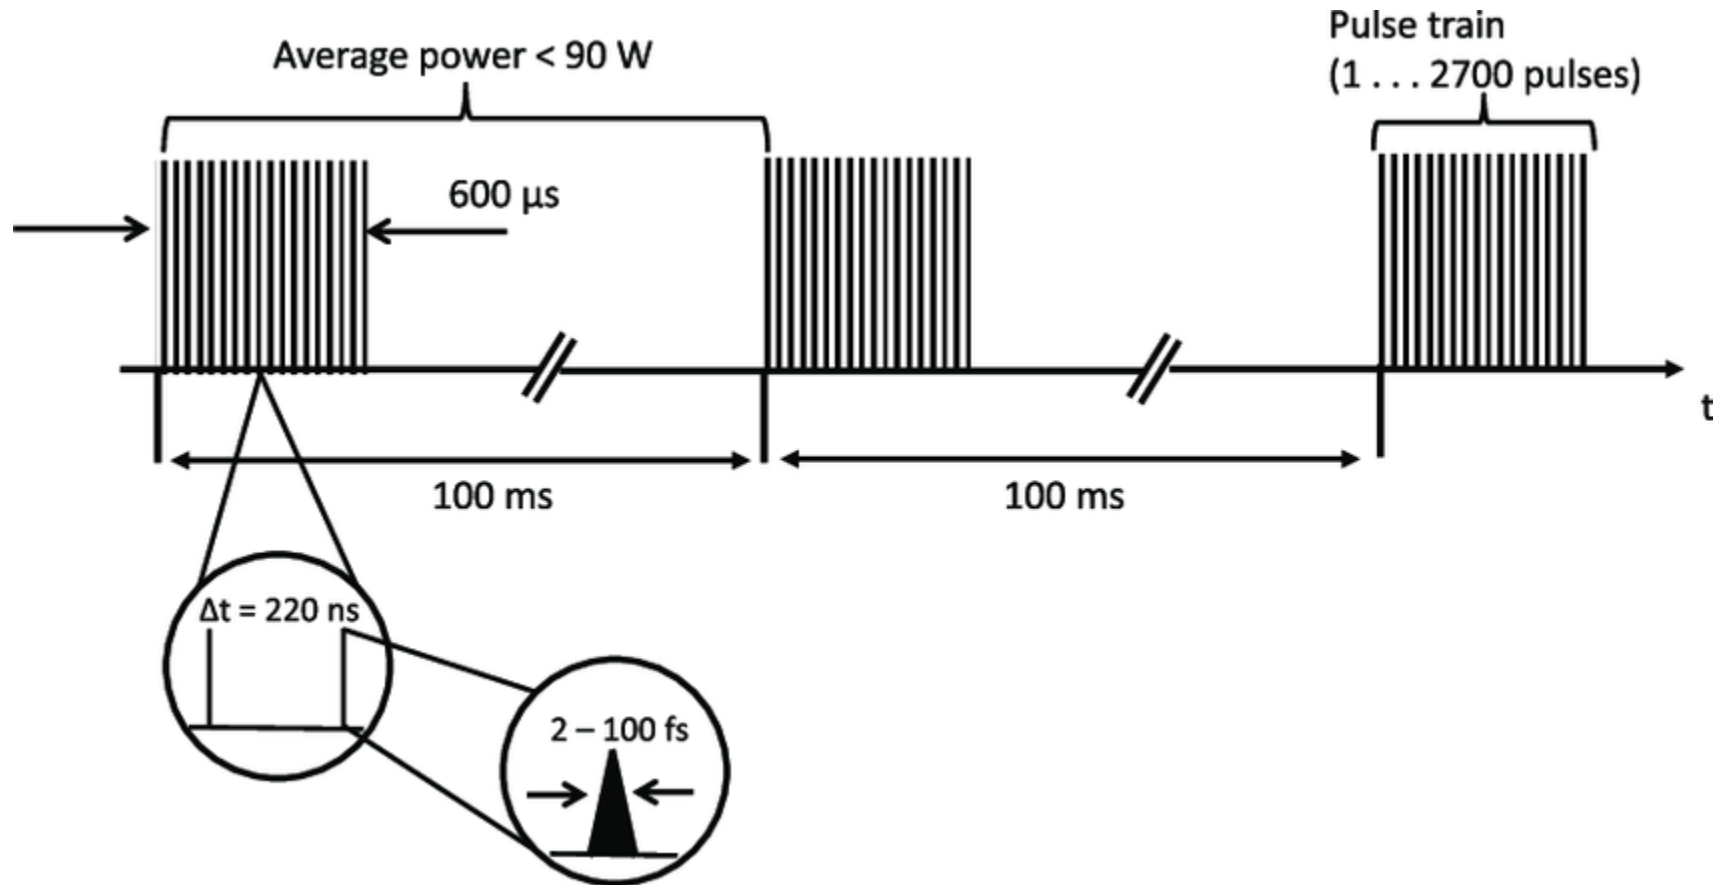 Average power < 90 W
Pulse train
(1 . . . 2700 pulses)
600 μs
t
100 ms
100 ms
Δt = 220 ns
2 – 100 fs